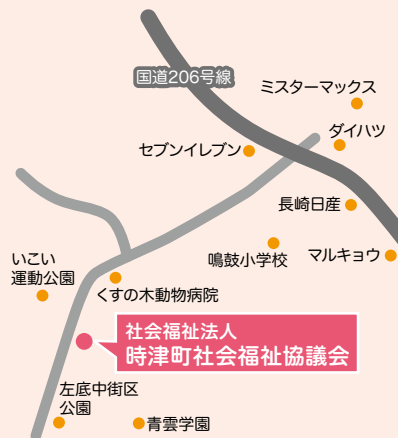 国道206号線
ミスターマックス
ダイハツ
セブンイレブン
長崎日産
鳴鼓小学校
マルキョウ
いこい
運動公園
くすの木動物病院
社会福祉法人
時津町社会福祉協議会
左底中街区
公園
青雲学園